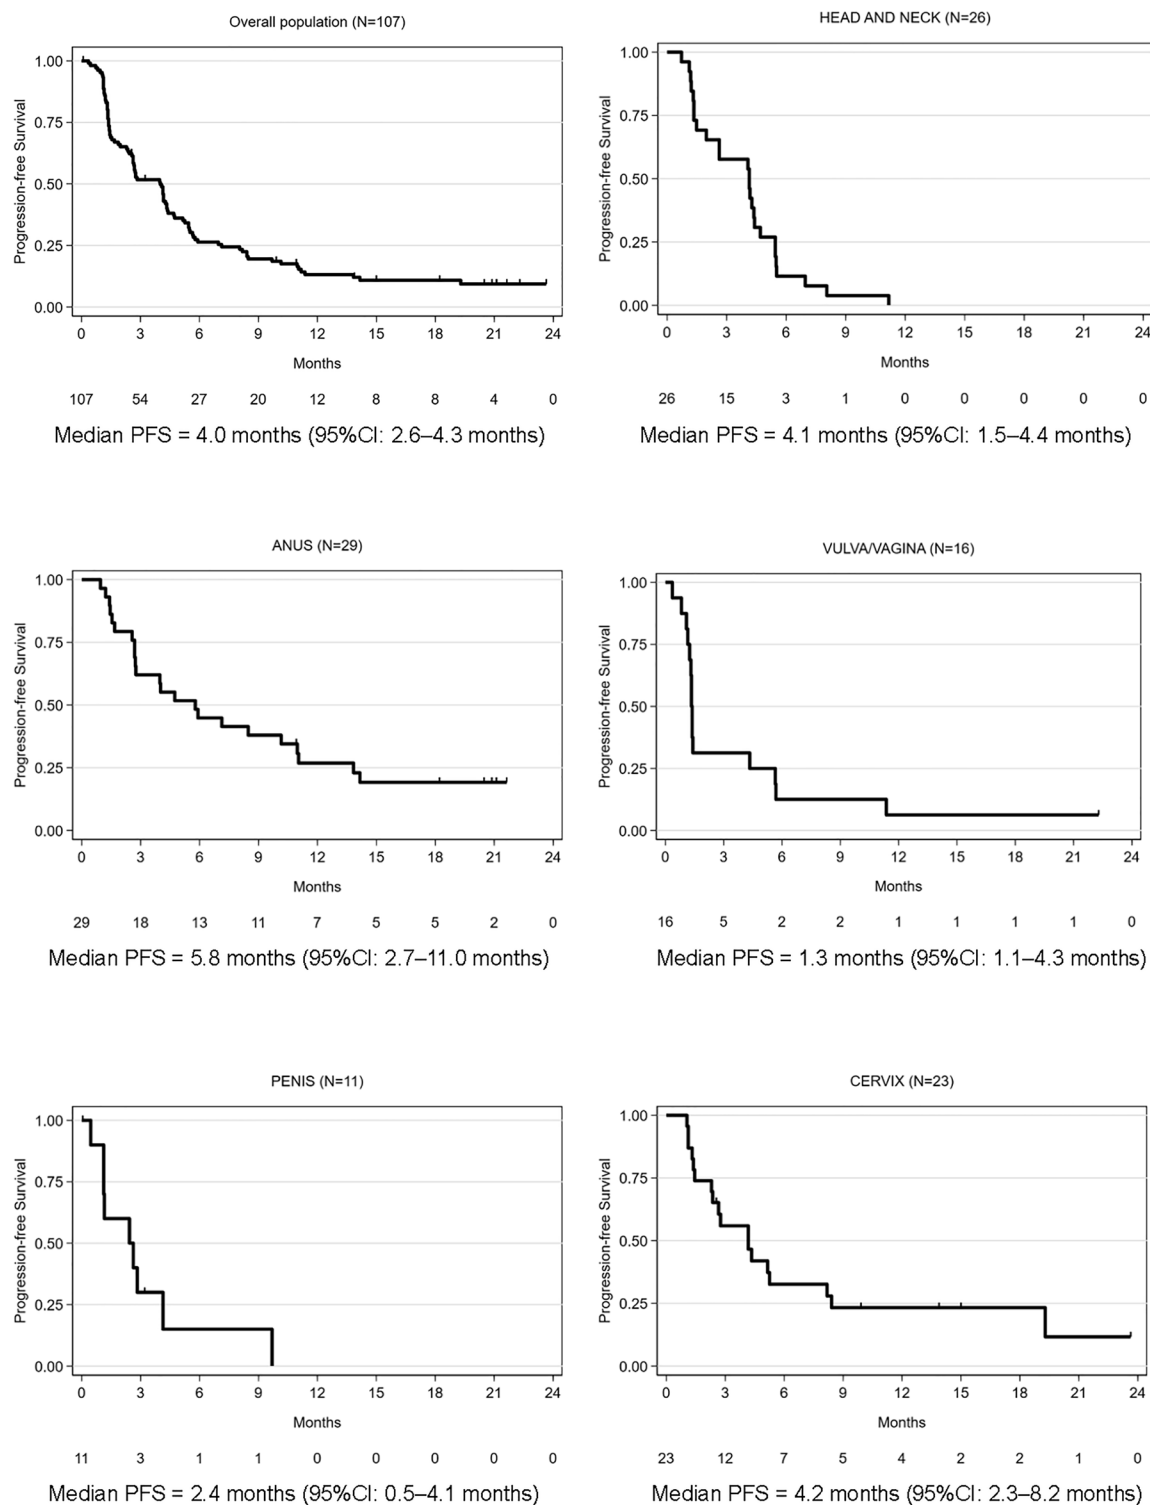 Overall population (N=107)
Progression-free Survival
1.00
0.75
0.50
0.25
0.00
0 3 6 9 12 15 18 21 24
Months
107 54 27 20 12 8 8 4 0
Median PFS = 4.0 months (95%CI: 2.6–4.3 months)
HEAD AND NECK (N=26)
Progression-free Survival
1.00
0.75
0.50
0.25
0.00
0 3 6 9 12 15 18 21 24
Months
26 15 3 1 0 0 0 0 0
Median PFS = 4.1 months (95%CI: 1.5–4.4 months)
ANUS (N=29)
Progression-free Survival
1.00
0.75
0.50
0.25
0.00
0 3 6 9 12 15 18 21 24
Months
29 18 13 11 7 5 5 2 0
Median PFS = 5.8 months (95%CI: 2.7–11.0 months)
VULVA/VAGINA (N=16)
Progression-free Survival
1.00
0.75
0.50
0.25
0.00
0 3 6 9 12 15 18 21 24
Months
16 5 2 2 1 1 1 1 0
Median PFS = 1.3 months (95%CI: 1.1–4.3 months)
PENIS (N=11)
Progression-free Survival
1.00
0.75
0.50
0.25
0.00
0 3 6 9 12 15 18 21 24
Months
11 3 1 1 0 0 0 0 0
Median PFS = 2.4 months (95%CI: 0.5–4.1 months)
CERVIX (N=23)
Progression-free Survival
1.00
0.75
0.50
0.25
0.00
0 3 6 9 12 15 18 21 24
Months
23 12 7 5 4 2 2 1 0
Median PFS = 4.2 months (95%CI: 2.3–8.2 months)